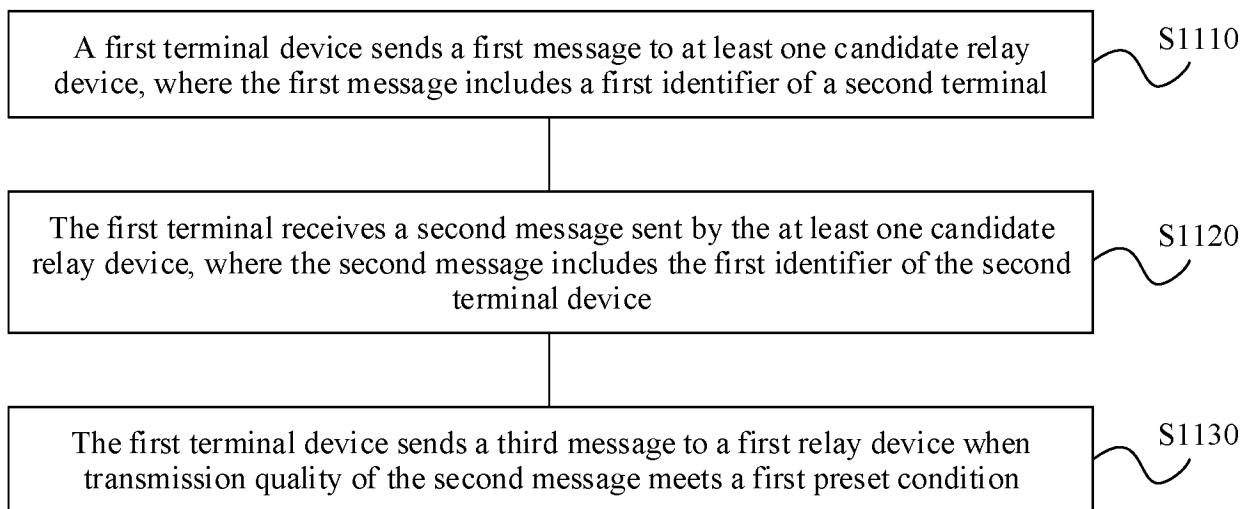 A first terminal device sends a first message to at least one candidate relay
device, where the first message includes a first identifier of a second terminal
S1110
The first terminal receives a second message sent by the at least one candidate
relay device, where the second message includes the first identifier of the second
terminal device
S1120
The first terminal device sends a third message to a first relay device when
transmission quality of the second message meets a first preset condition
S1130